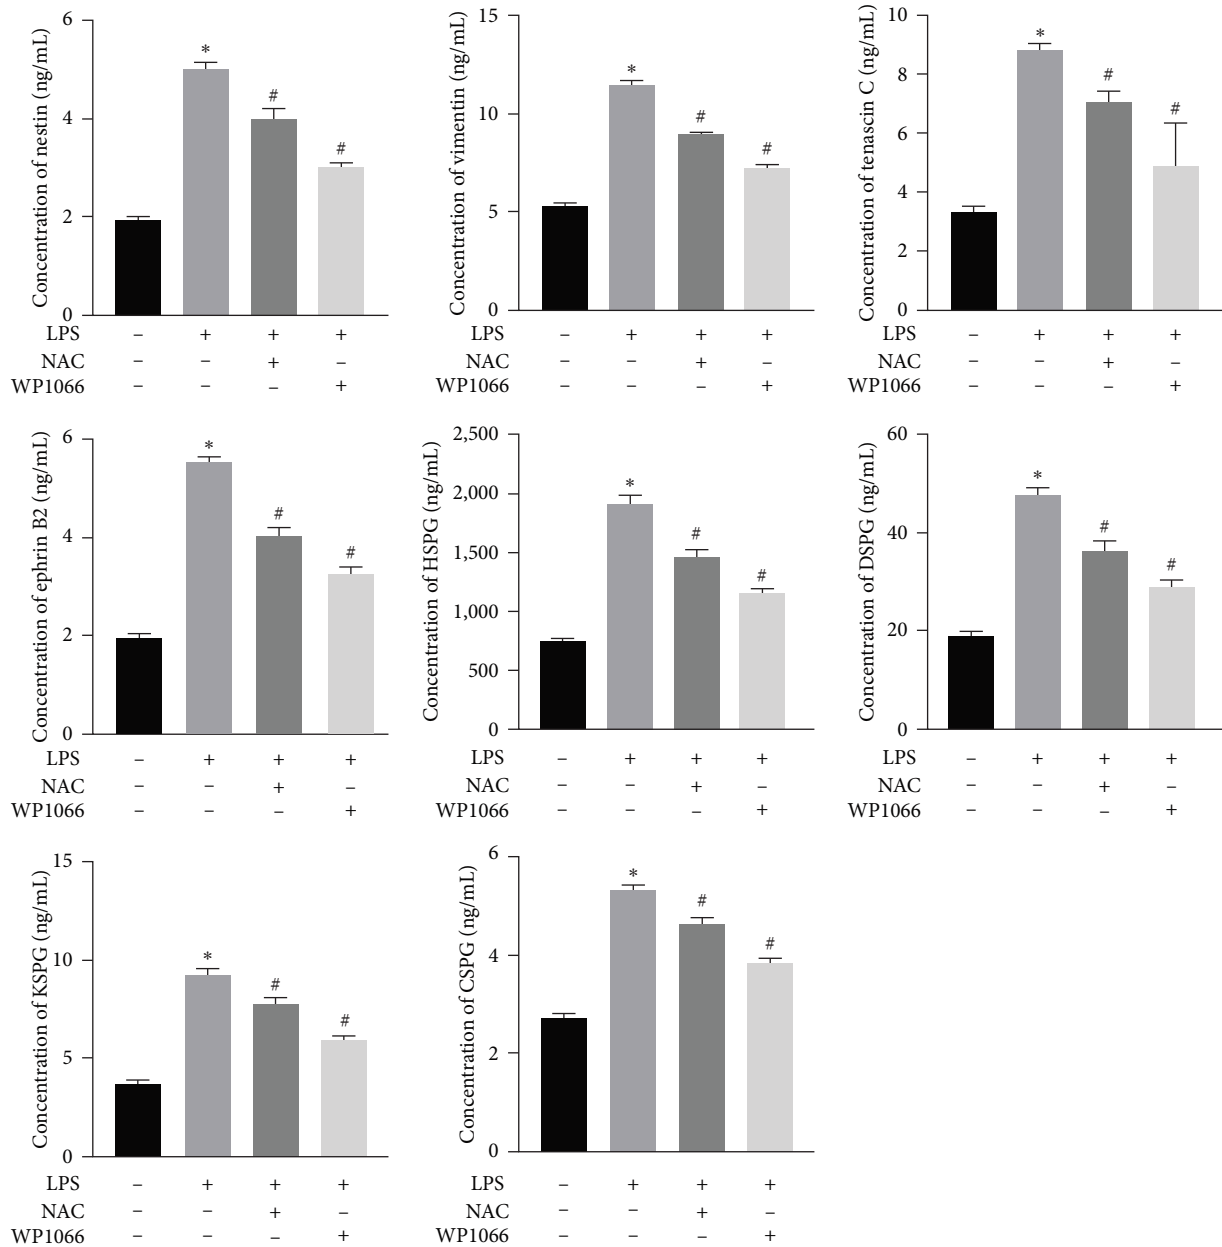 Concentration of nestin (ng/mL)
6
4
2
0
*
#
#
LPS – + + +
NAC – – + –
WP1066 – – – +
Concentration of vimentin (ng/mL)
15
10
5
0
*
#
#
– + + +
– – + –
– – – +
Concentration of tenascin C (ng/mL)
10
8
6
4
2
0
*
#
#
LPS – + + +
NAC – – + –
WP1066 – – – +
Concentration of ephrin B2 (ng/mL)
6
4
2
0
*
#
#
LPS – + + +
NAC – – + –
WP1066 – – – +
Concentration of HSPG (ng/mL)
2,500
2,000
1,500
1,000
500
0
*
#
#
LPS – + + +
NAC – – + –
WP1066 – – – +
Concentration of DSPG (ng/mL)
60
40
20
0
*
#
#
LPS – + + +
NAC – – + –
WP1066 – – – +
Concentration of KSPG (ng/mL)
15
10
5
0
*
#
#
LPS – + + +
NAC – – + –
WP1066 – – – +
Concentration of CSPG (ng/mL)
6
4
2
0
*
#
#
LPS – + + +
NAC – – + –
WP1066 – – – +